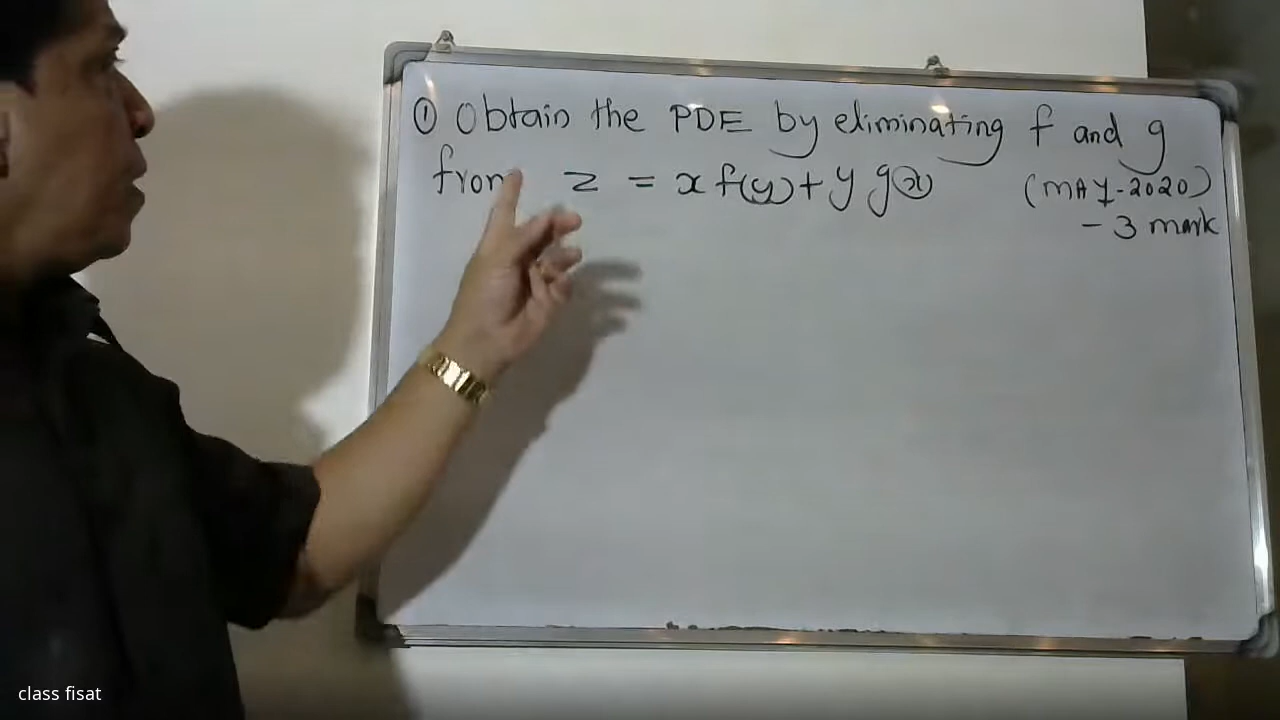 ① Obtain the PDE by eliminating f and g
from z = x f(y) + y g(x) (MAY-2020)
- 3 mark
class fisat